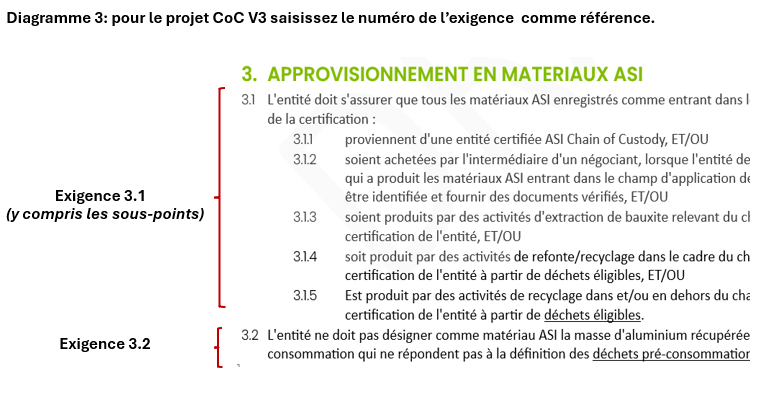 Diagramme 3: pour le projet CoC V3 saisissez le numéro de l’exigence comme référence.
3. APPROVISIONNEMENT EN MATERIAUX ASI
3.1 L'entité doit s'assurer que tous les matériaux ASI enregistrés comme entrant dans l
de la certification :
3.1.1 proviennent d'une entité certifiée ASI Chain of Custody, ET/OU
3.1.2 soient achetées par l'intermédiaire d'un négociant, lorsque l'entité de
qui a produit les matériaux ASI entrant dans le champ d'application de
être identifiée et fournir des documents vérifiés, ET/OU
3.1.3 soient produits par des activités d'extraction de bauxite relevant du ch
certification de l'entité, ET/OU
3.1.4 soit produit par des activités de refonte/recyclage dans le cadre du ch
certification de l'entité à partir de déchets éligibles, ET/OU
3.1.5 Est produit par des activités de recyclage dans et/ou en dehors du cha
certification de l'entité à partir de déchets éligibles.
Exigence 3.1
(y compris les sous-points)
3.2 L'entité ne doit pas désigner comme matériau ASI la masse d'aluminium récupérée
consommation qui ne répondent pas à la définition des déchets pré-consommation
Exigence 3.2